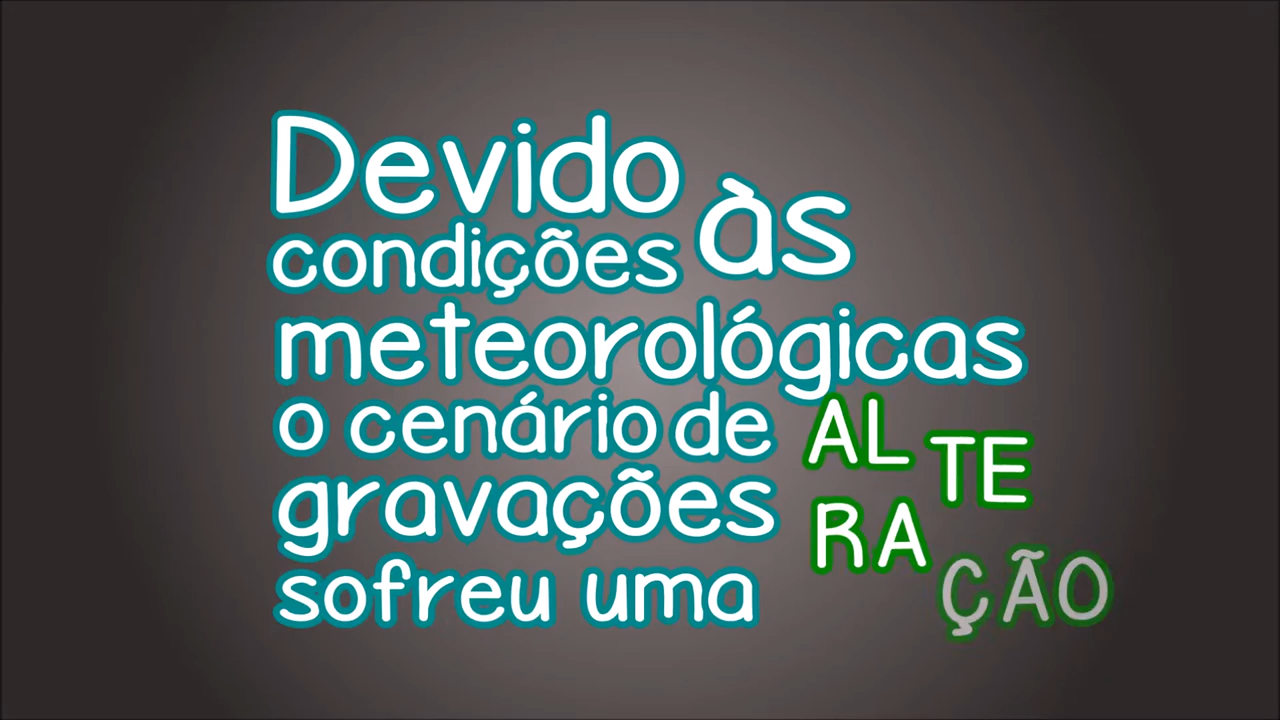 Devido às
condições
meteorológicas
o cenário de
gravações
sofreu uma
AL TE
RA ÇÃO